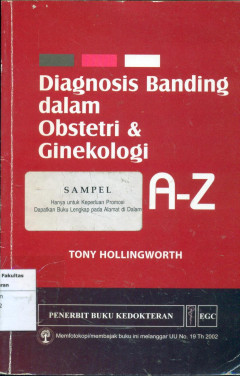 Diagnosis Banding
dalam
Obstetri &
Ginekologi
A-Z
SAMPEL
Hanya untuk Keperluan Promosi
Dapatkan Buku Lengkap pada Alamat di Dalam
TONY HOLLINGWORTH
Fakultas
PENERBIT BUKU KEDOKTERAN
EGC
Memfotokopi/membajak buku ini melanggar UU No. 19 Th 2002